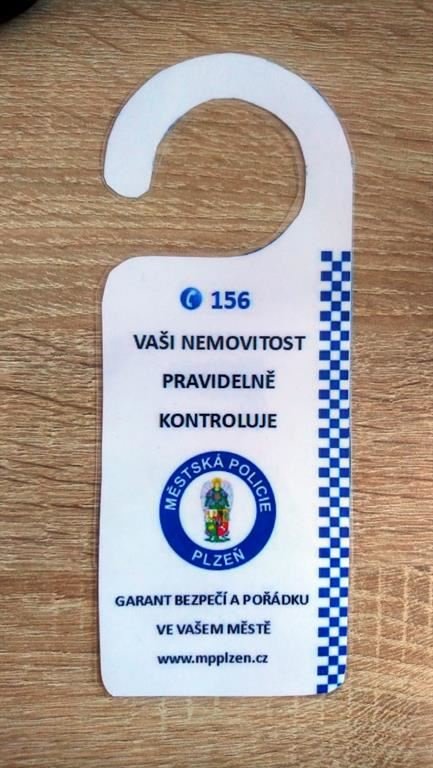 156
VAŠI NEMOVITOST
PRAVIDELNĚ
KONTROLUJE
MĚSTSKÁ POLICIE
PLZEŇ
GARANT BEZPEČÍ A POŘÁDKU
VE VAŠEM MĚSTĚ
www.mpplzen.cz